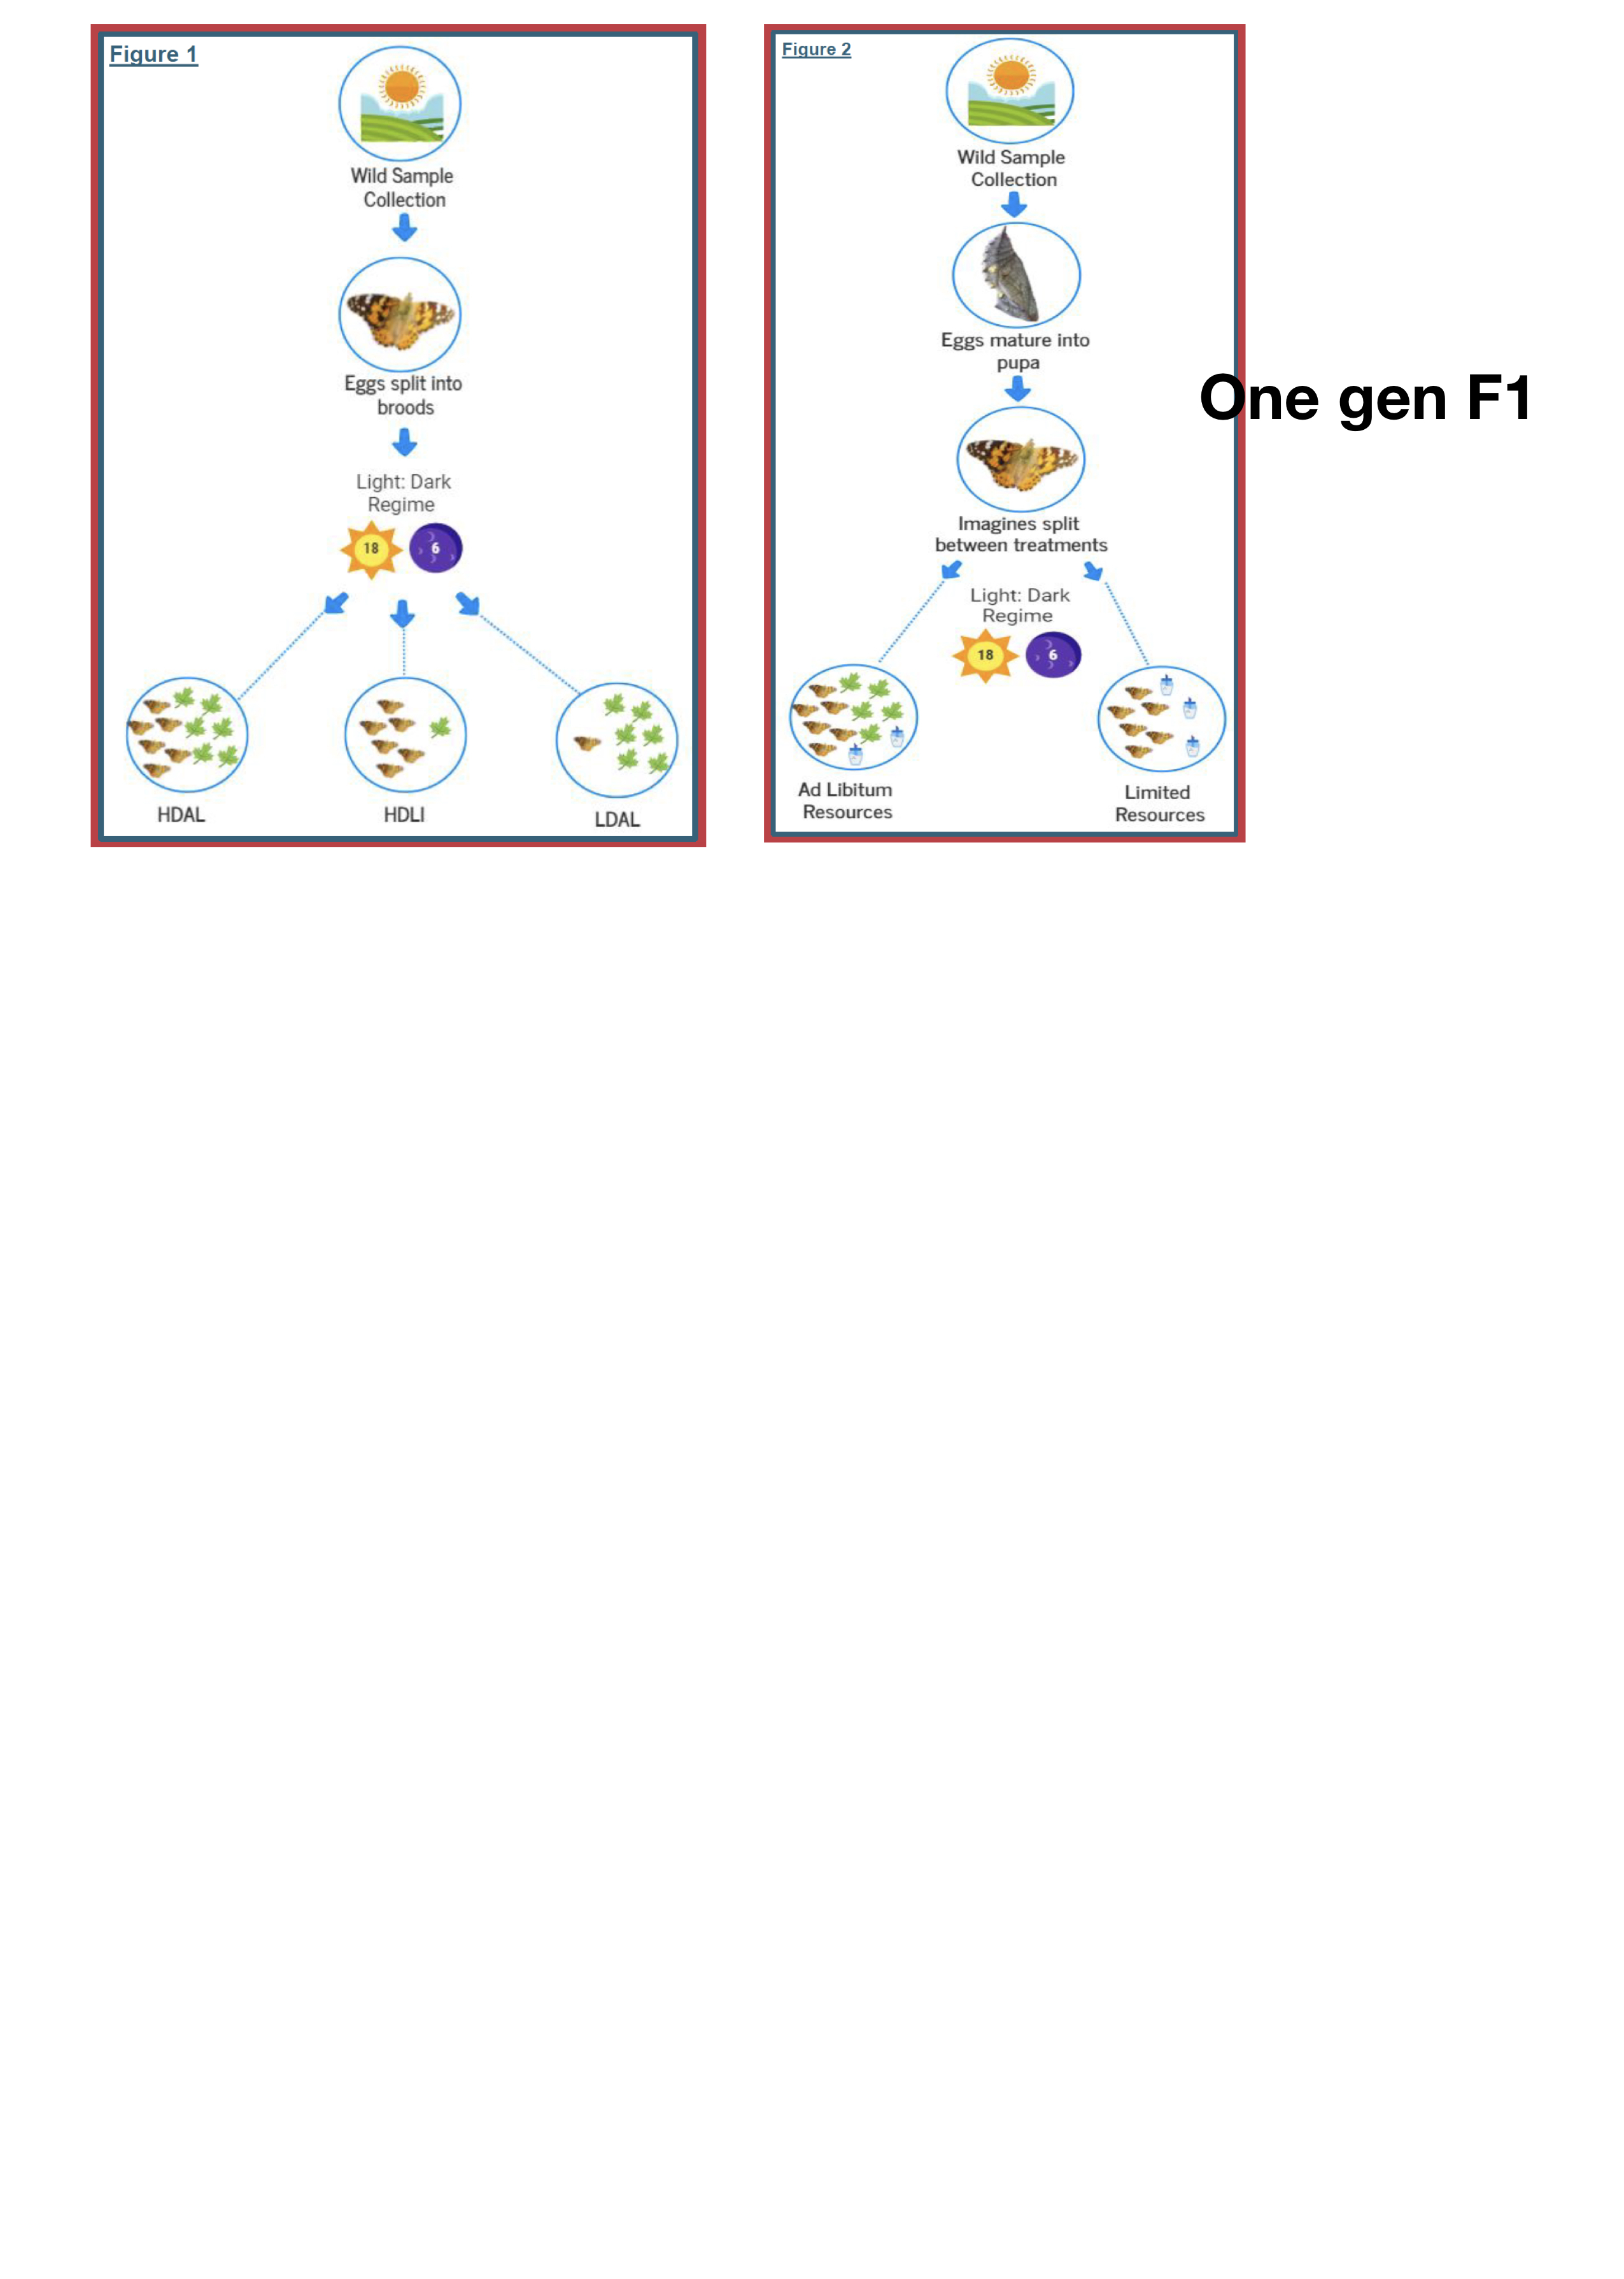 Figure 1
Wild Sample
Collection
Eggs split into
broods
Light: Dark
Regime
18
6
HDAL
HDLI
LDAL
Figure 2
Wild Sample
Collection
Eggs mature into
pupa
Imagines split
between treatments
Light: Dark
Regime
18
6
Ad Libitum
Resources
Limited
Resources
One gen F1